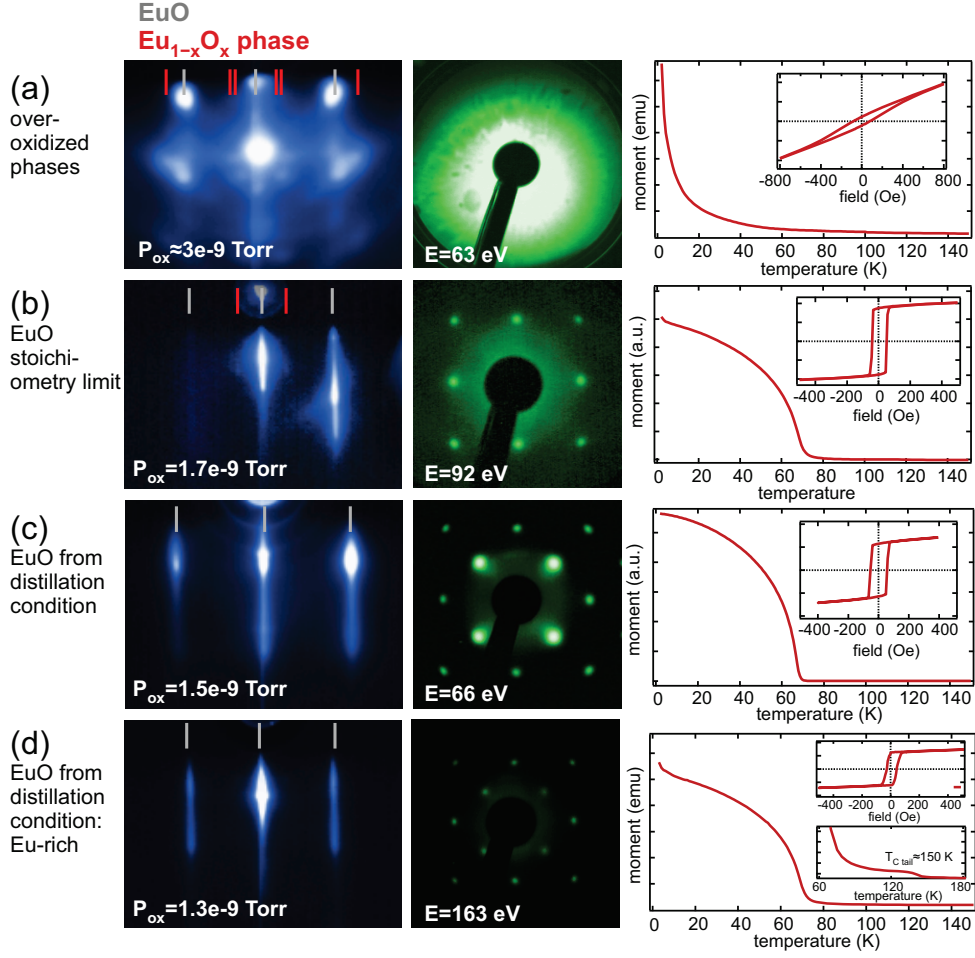 EuO
Eu1−xOx phase
(a)
over-
oxidized
phases
Pox≈3e-9 Torr
E=63 eV
moment (emu)
-800 -400 0 400 800
field (Oe)
0 20 40 60 80 100 120 140
temperature (K)
(b)
EuO
stoichi-
ometry limit
Pox=1.7e-9 Torr
E=92 eV
moment (a.u.)
-400 -200 0 200 400
field (Oe)
0 20 40 60 80 100 120 140
temperature
(c)
EuO from
distillation
condition
Pox=1.5e-9 Torr
E=66 eV
moment (a.u.)
-400 -200 0 200 400
field (Oe)
0 20 40 60 80 100 120 140
temperature (K)
(d)
EuO from
distillation
condition:
Eu-rich
Pox=1.3e-9 Torr
E=163 eV
moment (emu)
-400 -200 0 200 400
field (Oe)
TC tail≈150 K
60 120 180
temperature (K)
0 20 40 60 80 100 120 140
temperature (K)